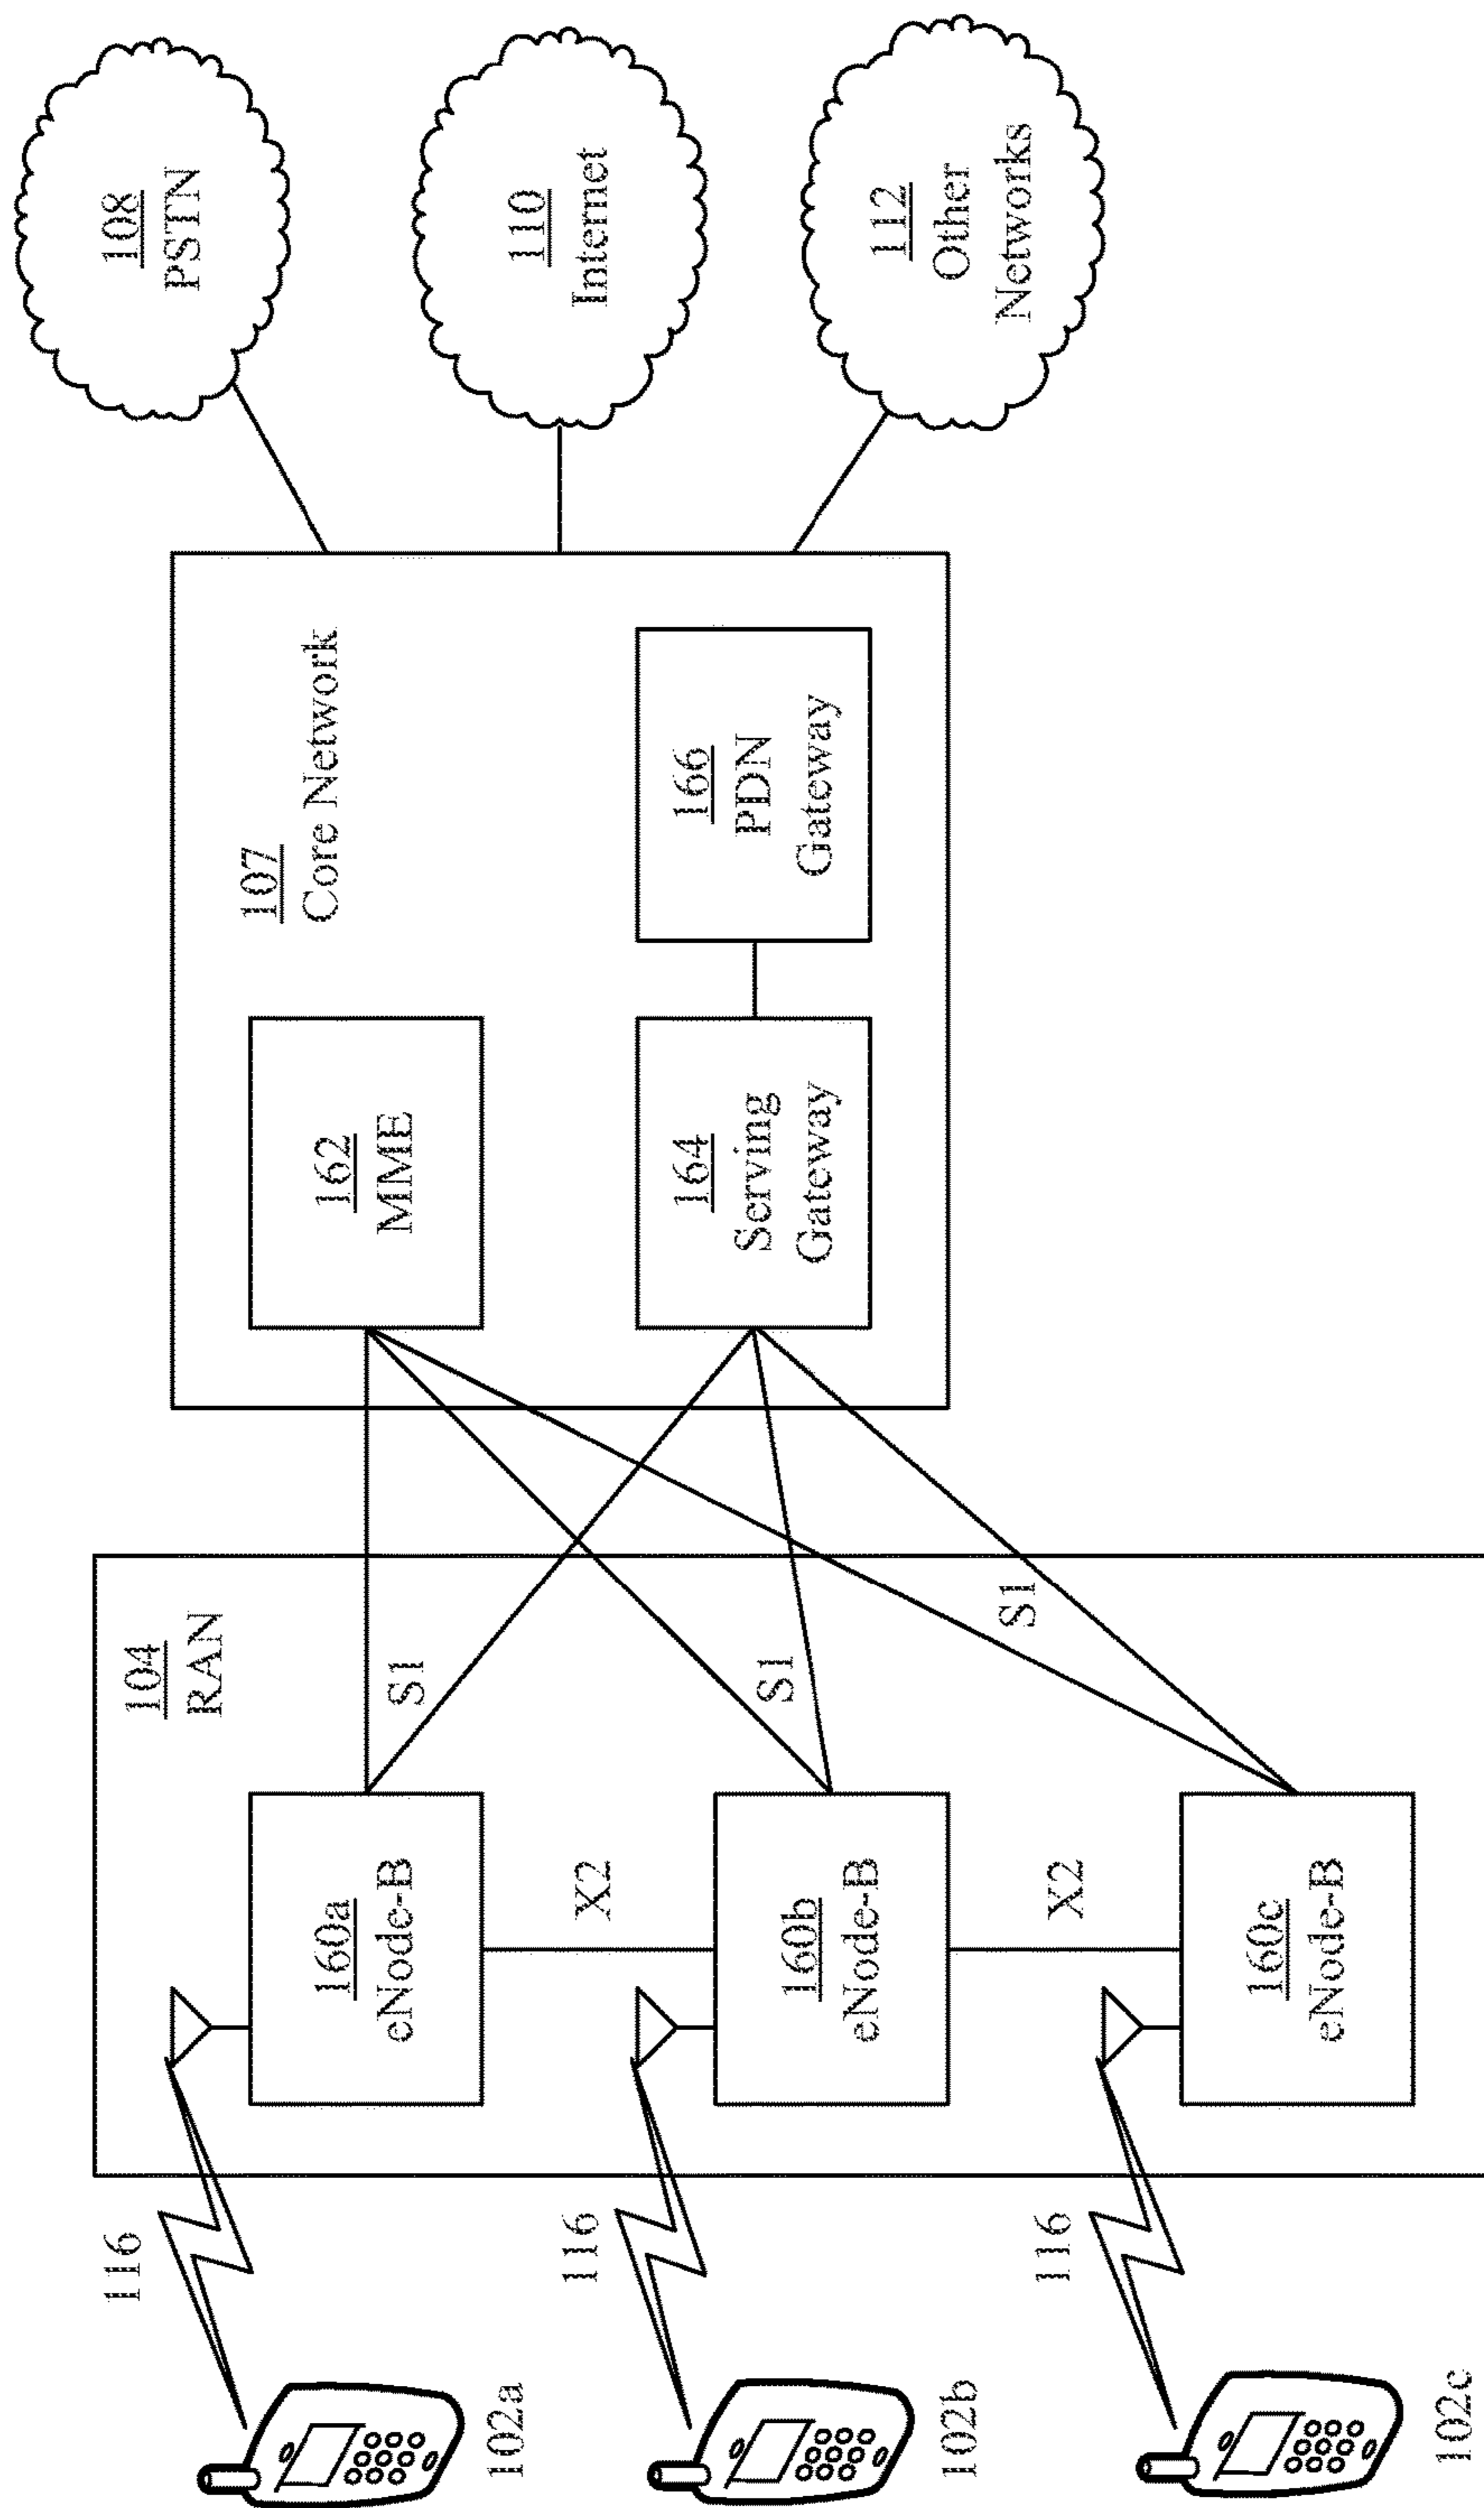 116
102a
116
102b
116
102c
104
RAN
160a
eNode-B
X2
160b
eNode-B
X2
160c
eNode-B
S1
S1
S1
107
Core Network
162
MME
164
Serving
Gateway
166
PDN
Gateway
108
PSTN
110
Internet
112
Other
Networks